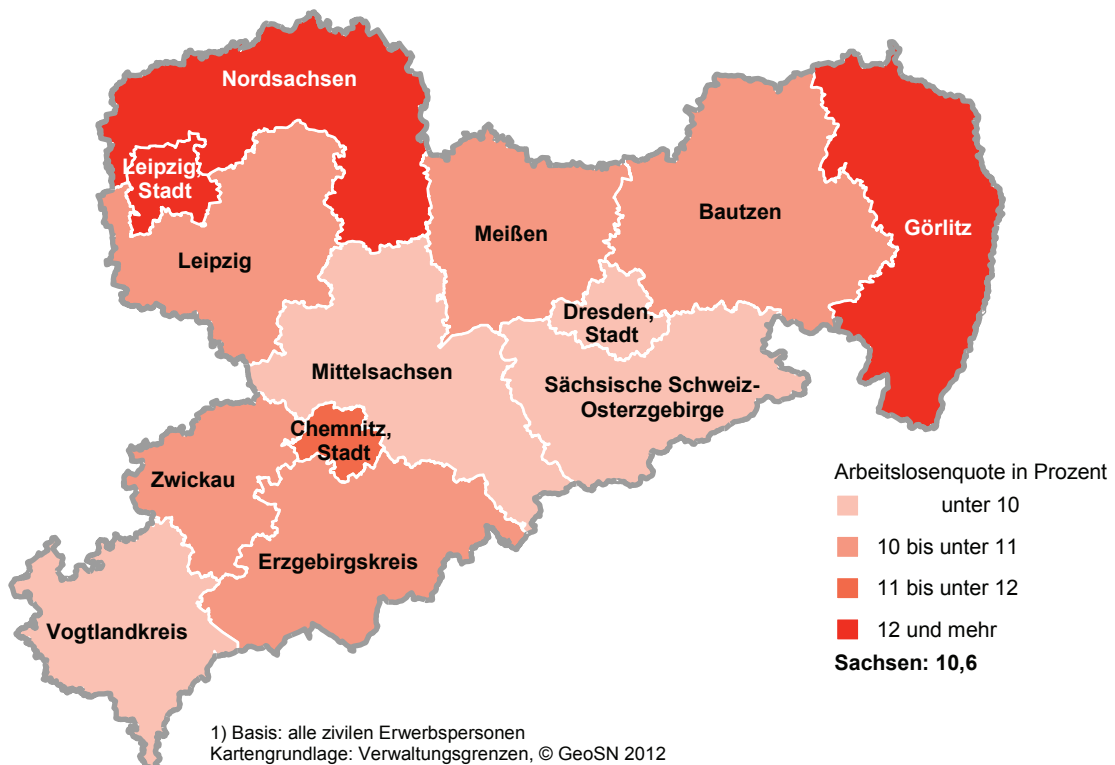 Nordsachsen
Leipzig,
Stadt
Leipzig
Meißen
Bautzen
Görlitz
Dresden,
Stadt
Mittelsachsen
Sächsische Schweiz-
Osterzgebirge
Chemnitz,
Stadt
Zwickau
Erzgebirgskreis
Vogtlandkreis
Arbeitslosenquote in Prozent
unter 10
10 bis unter 11
11 bis unter 12
12 und mehr
Sachsen: 10,6
1) Basis: alle zivilen Erwerbspersonen
Kartengrundlage: Verwaltungsgrenzen, © GeoSN 2012